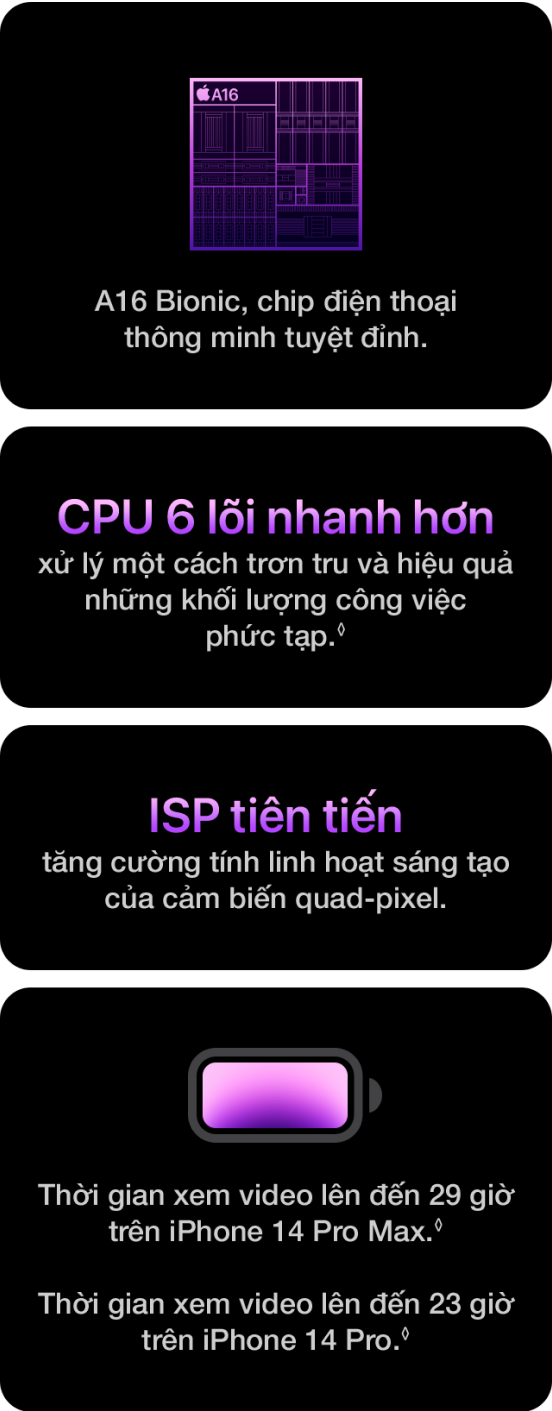 A16
A16 Bionic, chip điện thoại
thông minh tuyệt đỉnh.
CPU 6 lõi nhanh hơn
xử lý một cách trơn tru và hiệu quả
những khối lượng công việc
phức tạp.◊
ISP tiên tiến
tăng cường tính linh hoạt sáng tạo
của cảm biến quad-pixel.
Thời gian xem video lên đến 29 giờ
trên iPhone 14 Pro Max.◊
Thời gian xem video lên đến 23 giờ
trên iPhone 14 Pro.◊